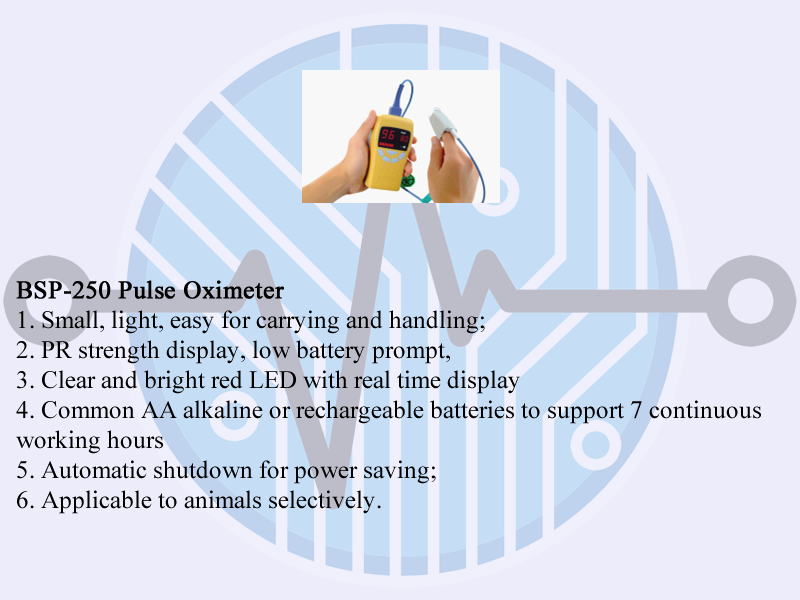 BSP-250 Pulse Oximeter
1. Small, light, easy for carrying and handling;
2. PR strength display, low battery prompt,
3. Clear and bright red LED with real time display
4. Common AA alkaline or rechargeable batteries to support 7 continuous
working hours
5. Automatic shutdown for power saving;
6. Applicable to animals selectively.